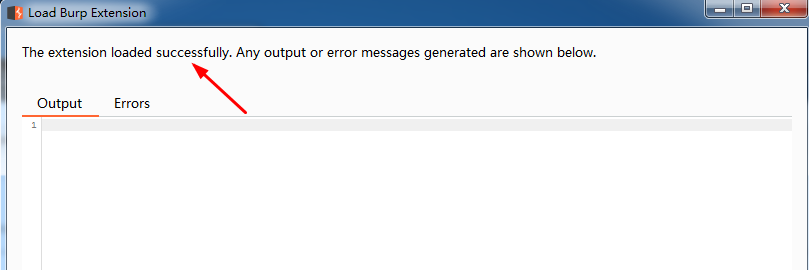 Load Burp Extension
The extension loaded successfully. Any output or error messages generated are shown below.
Output Errors
1